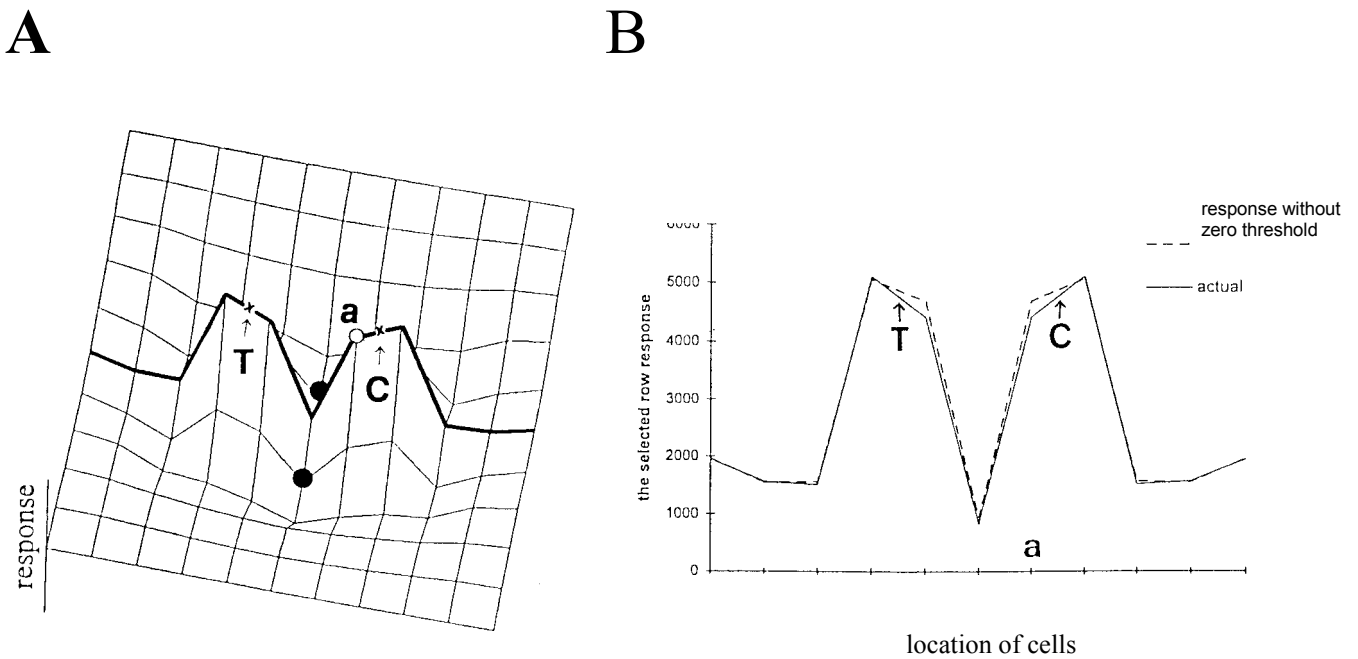 A
B
a
T
C
response
response without
zero threshold
actual
6000
5000
4000
3000
2000
1000
0
T
C
a
the selected row response
location of cells